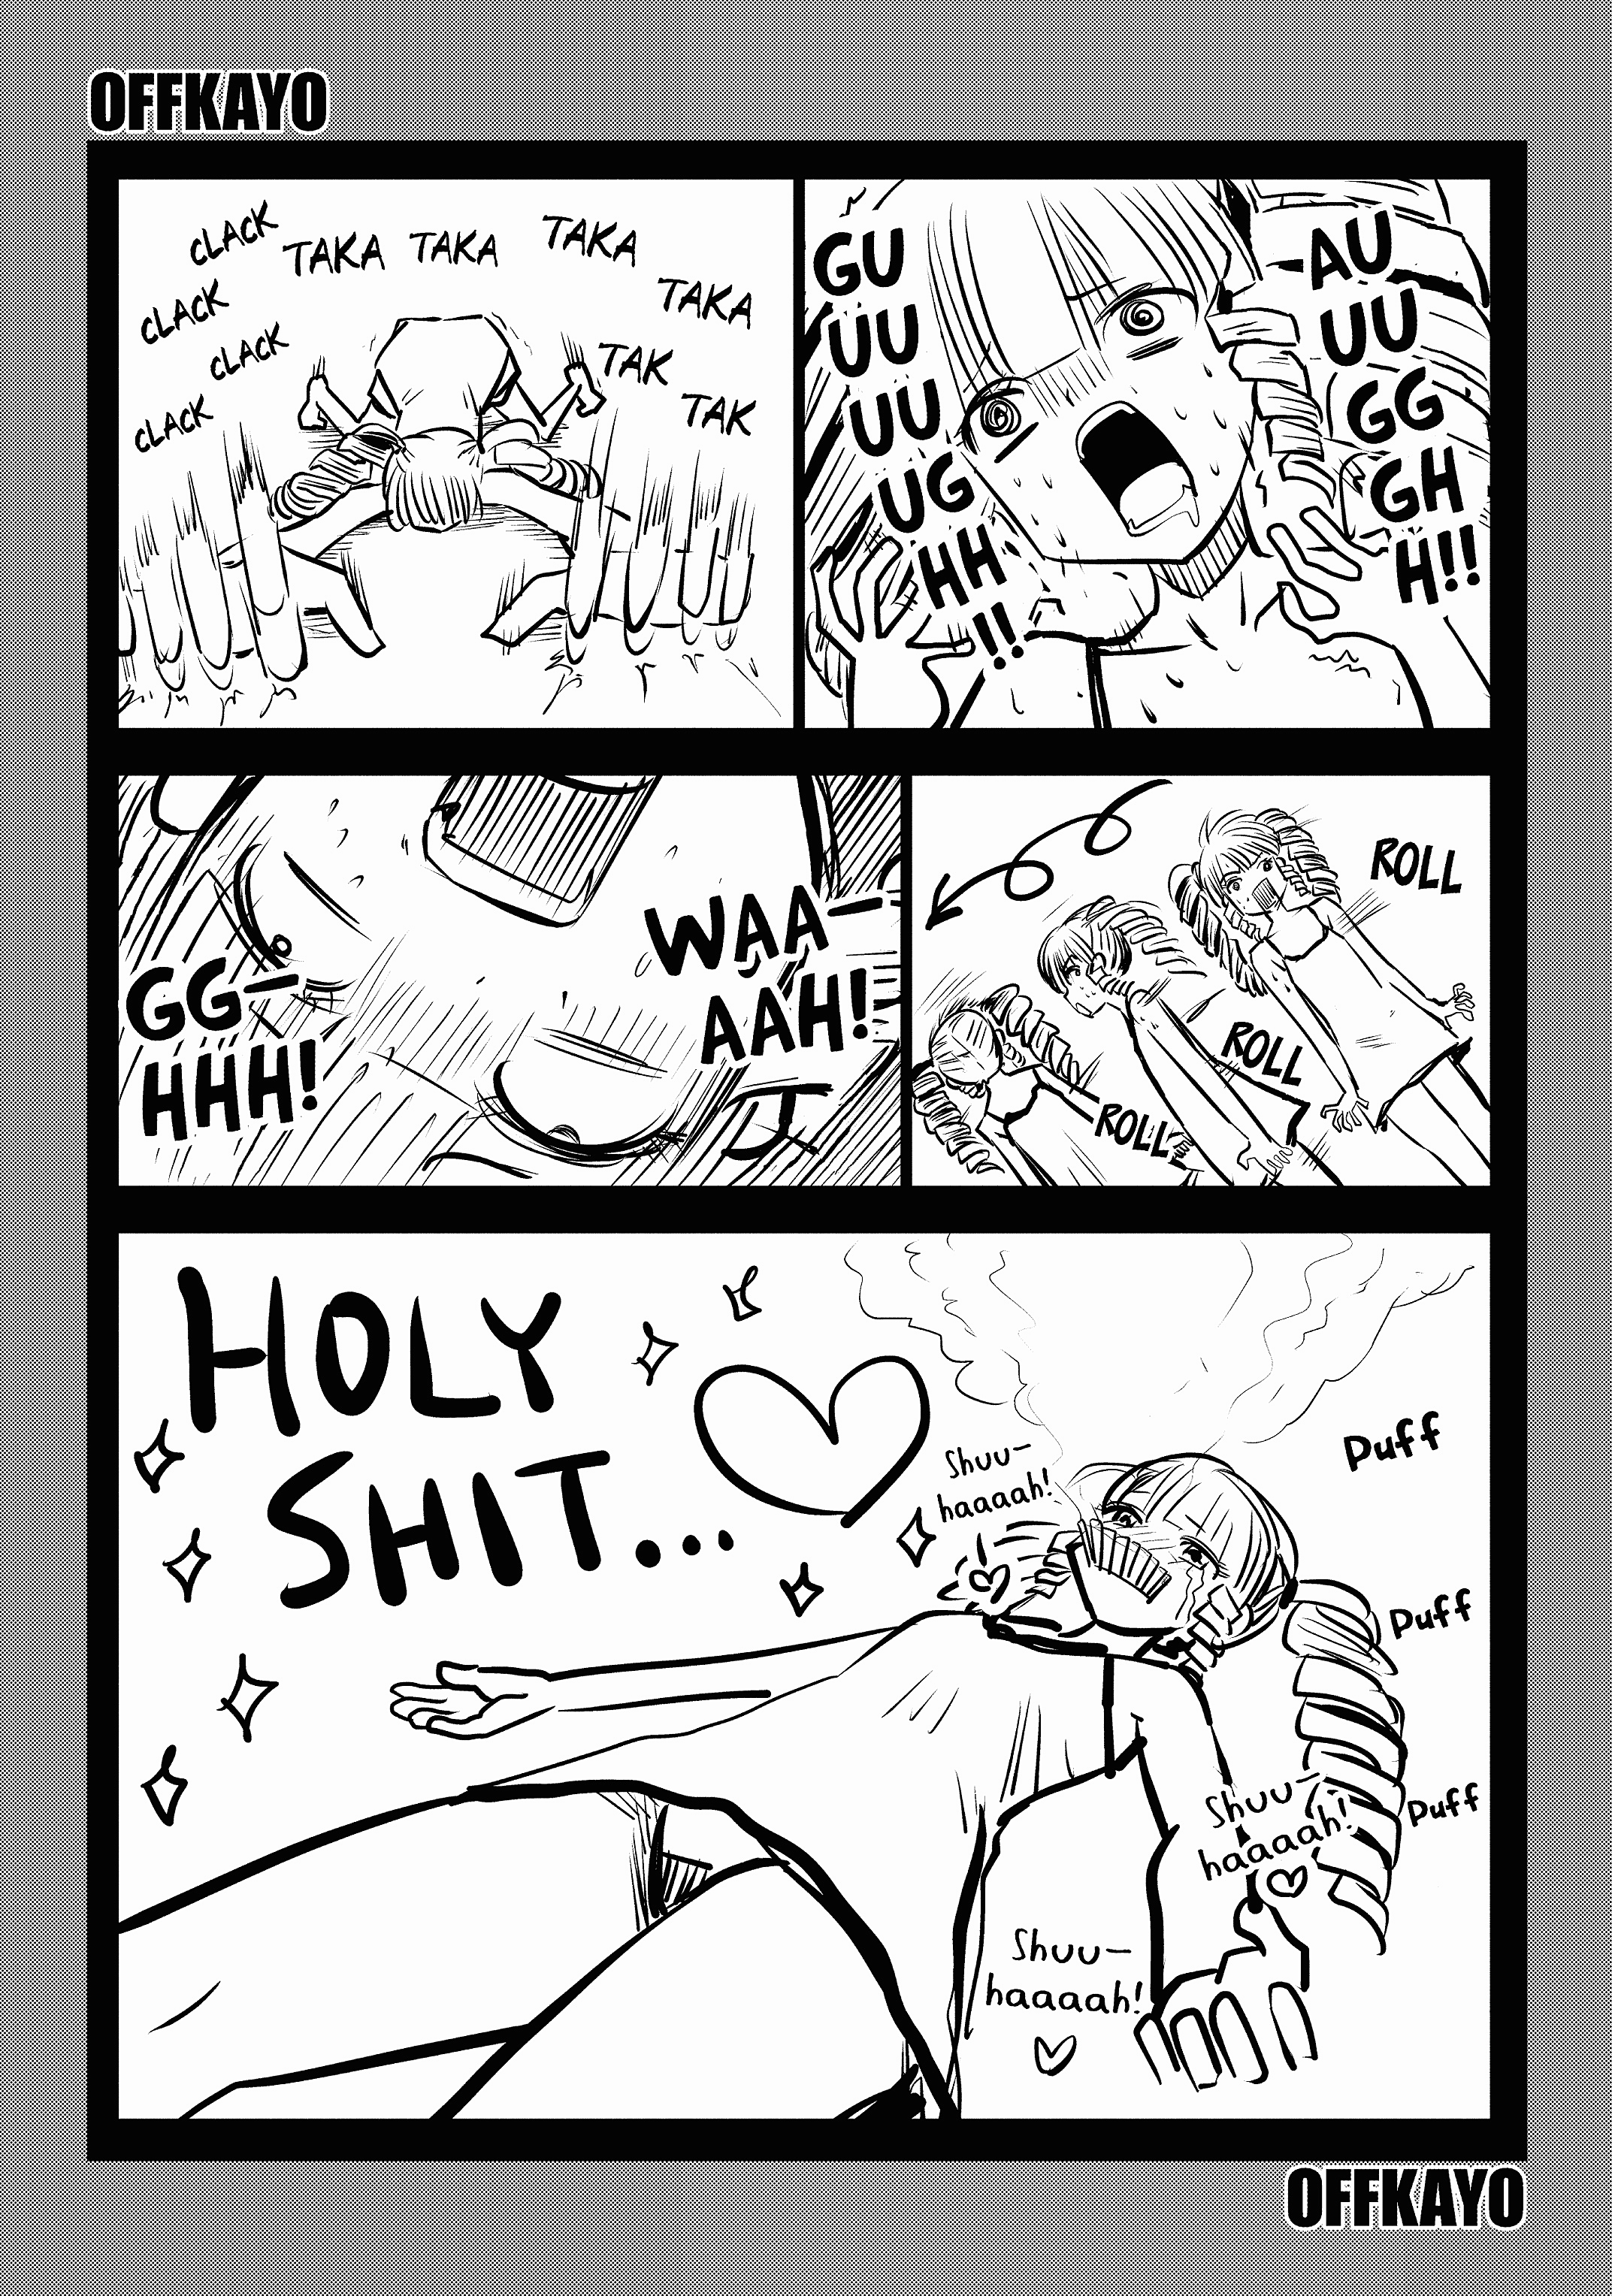 OFFKAYO
CLACK
TAKA
TAKA
TAKA
CLACK
TAKA
CLACK
TAK
CLACK
TAK
GU
UU
UU
UG
HH
!!
AU
UU
GG
GH
H!!
GG—
HHH!
WAA—
AAH!
ROLL
ROLL
ROLL
HOLY
SHIT...
Shuu—
haaaah!
Puff
Puff
Shuu—
haaaah!
Puff
Shuu—
haaaah!
OFFKAYO